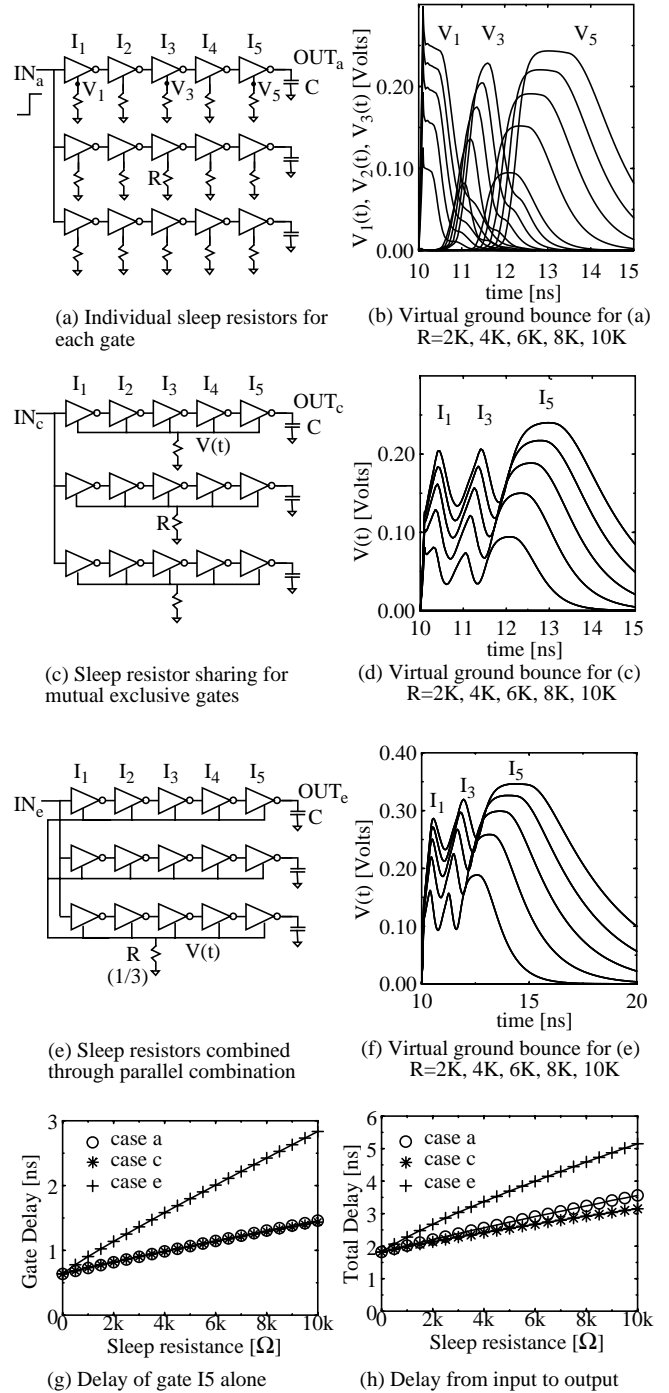 I1 I2 I3 I4 I5
INa
OUTa
V1 V3 V5
C
R
(a) Individual sleep resistors for
each gate
V1(t), V2(t), V3(t) [Volts]
0.20
0.10
0.00
V1 V3 V5
10 11 12 13 14 15
time [ns]
(b) Virtual ground bounce for (a)
R=2K, 4K, 6K, 8K, 10K
I1 I2 I3 I4 I5
INc
OUTc
C
V(t)
R
(c) Sleep resistor sharing for
mutual exclusive gates
V(t) [Volts]
0.30
0.20
0.10
0.00
I1 I3 I5
10 11 12 13 14 15
time [ns]
(d) Virtual ground bounce for (c)
R=2K, 4K, 6K, 8K, 10K
I1 I2 I3 I4 I5
INe
OUTe
C
R V(t)
(1/3)
(e) Sleep resistors combined
through parallel combination
V(t) [Volts]
0.40
0.30
0.20
0.10
0.00
I1 I3 I5
10 15 20
time [ns]
(f) Virtual ground bounce for (e)
R=2K, 4K, 6K, 8K, 10K
Gate Delay [ns]
3
2
1
0
case a
case c
case e
0 2k 4k 6k 8k 10k
Sleep resistance [Ω]
(g) Delay of gate I5 alone
Total Delay [ns]
6
5
4
3
2
1
0
case a
case c
case e
0 2k 4k 6k 8k 10k
Sleep resistance [Ω]
(h) Delay from input to output